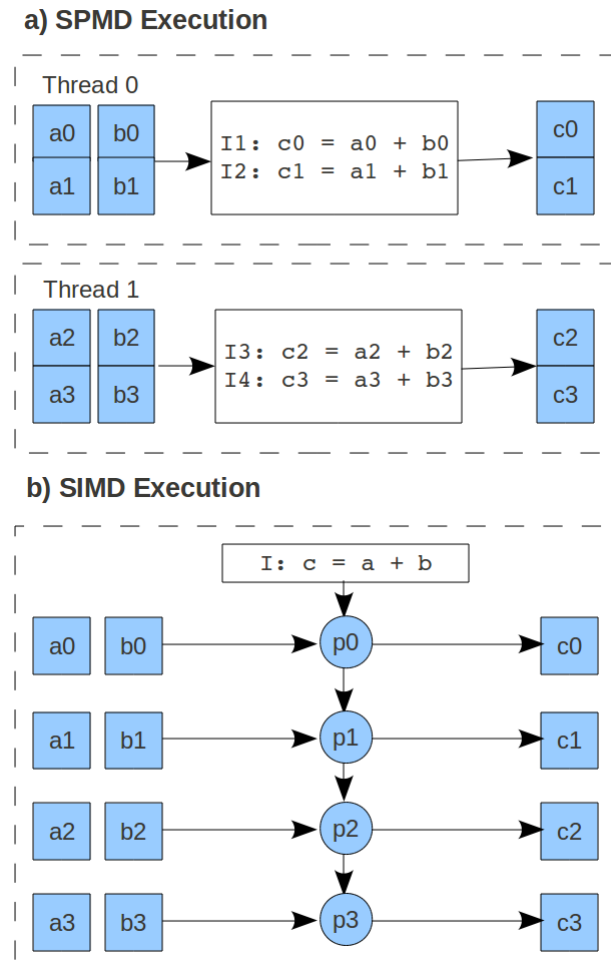 a) SPMD Execution
Thread 0
a0 b0
a1 b1
I1: c0 = a0 + b0
I2: c1 = a1 + b1
c0
c1
Thread 1
a2 b2
a3 b3
I3: c2 = a2 + b2
I4: c3 = a3 + b3
c2
c3
b) SIMD Execution
I: c = a + b
a0 b0 p0 c0
a1 b1 p1 c1
a2 b2 p2 c2
a3 b3 p3 c3